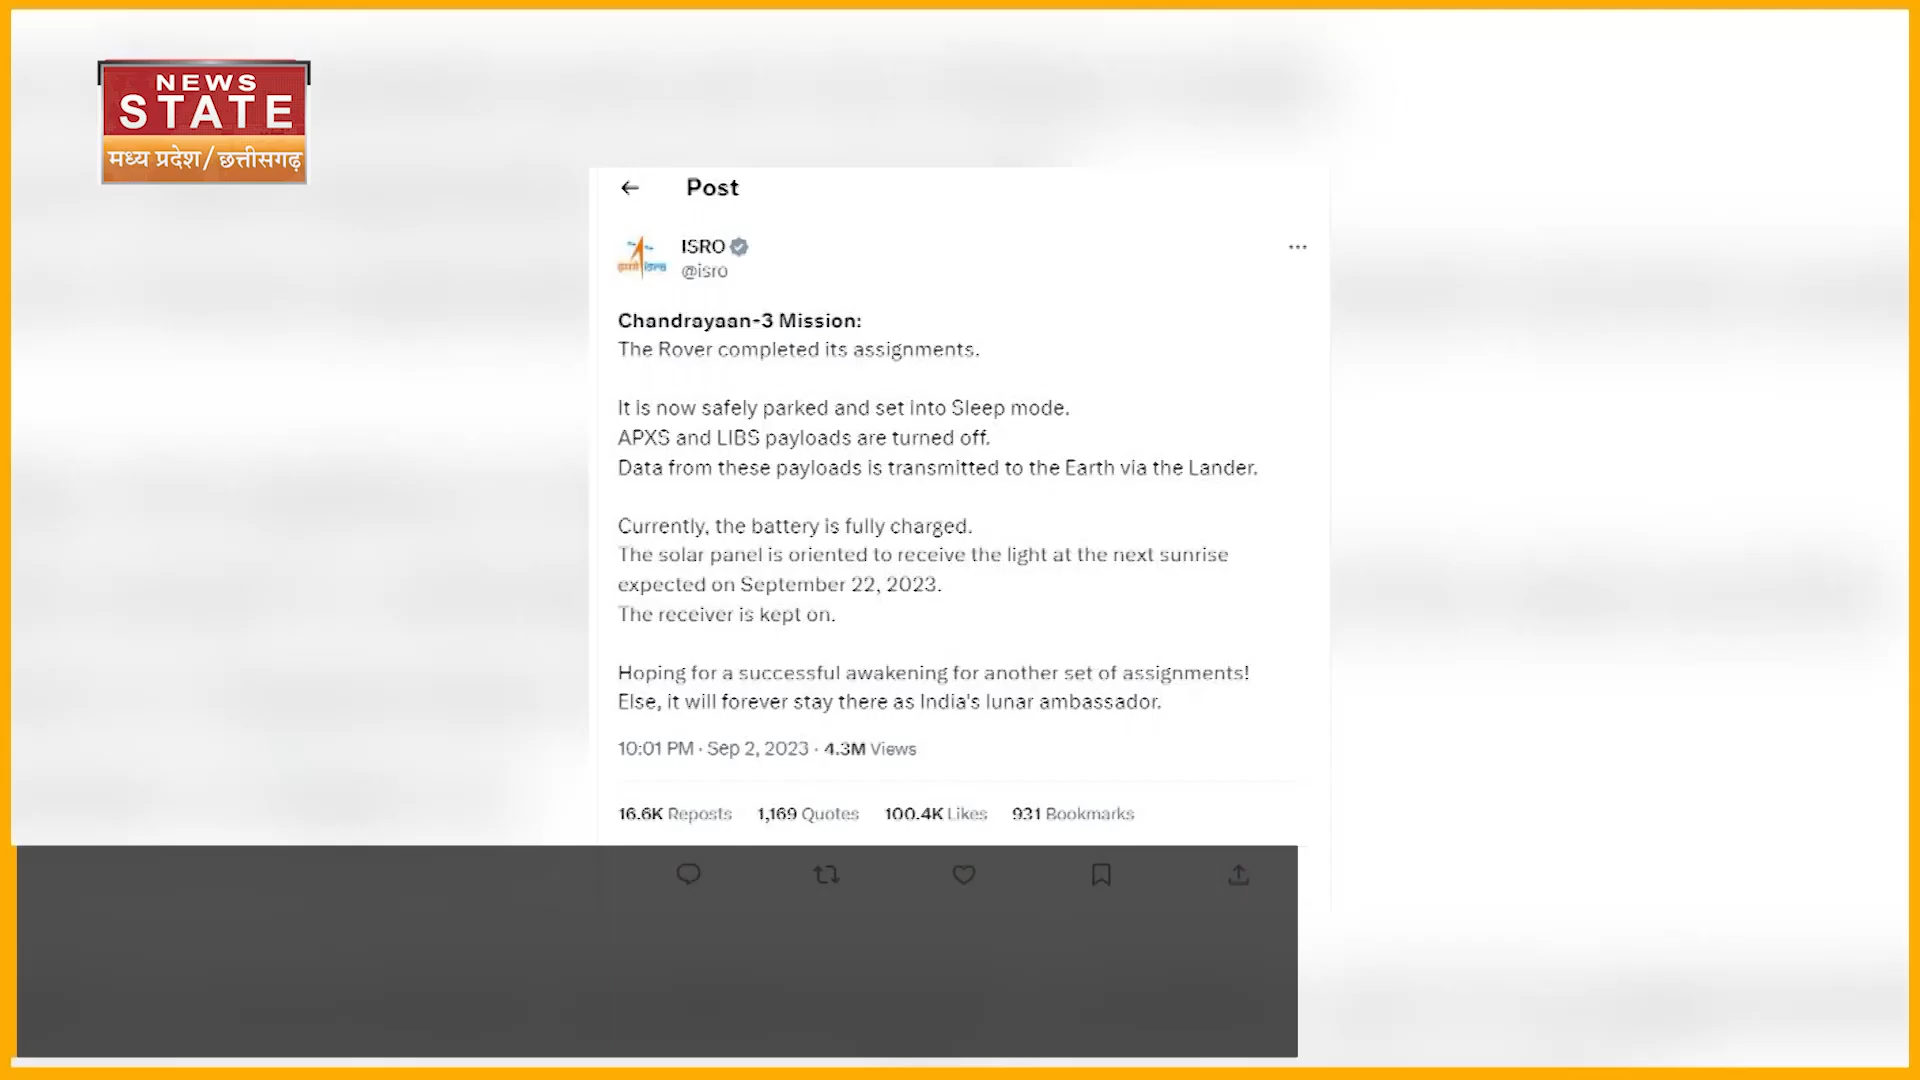 NEWS
STATE
मध्य प्रदेश/छत्तीसगढ़
Post
ISRO
@isro
Chandrayaan-3 Mission:
The Rover completed its assignments.
It is now safely parked and set into Sleep mode.
APXS and LIBS payloads are turned off.
Data from these payloads is transmitted to the Earth via the Lander.
Currently, the battery is fully charged.
The solar panel is oriented to receive the light at the next sunrise
expected on September 22, 2023.
The receiver is kept on.
Hoping for a successful awakening for another set of assignments!
Else, it will forever stay there as India's lunar ambassador.
10:01 PM · Sep 2, 2023 · 4.3M Views
16.6K Reposts 1,169 Quotes 100.4K Likes 931 Bookmarks